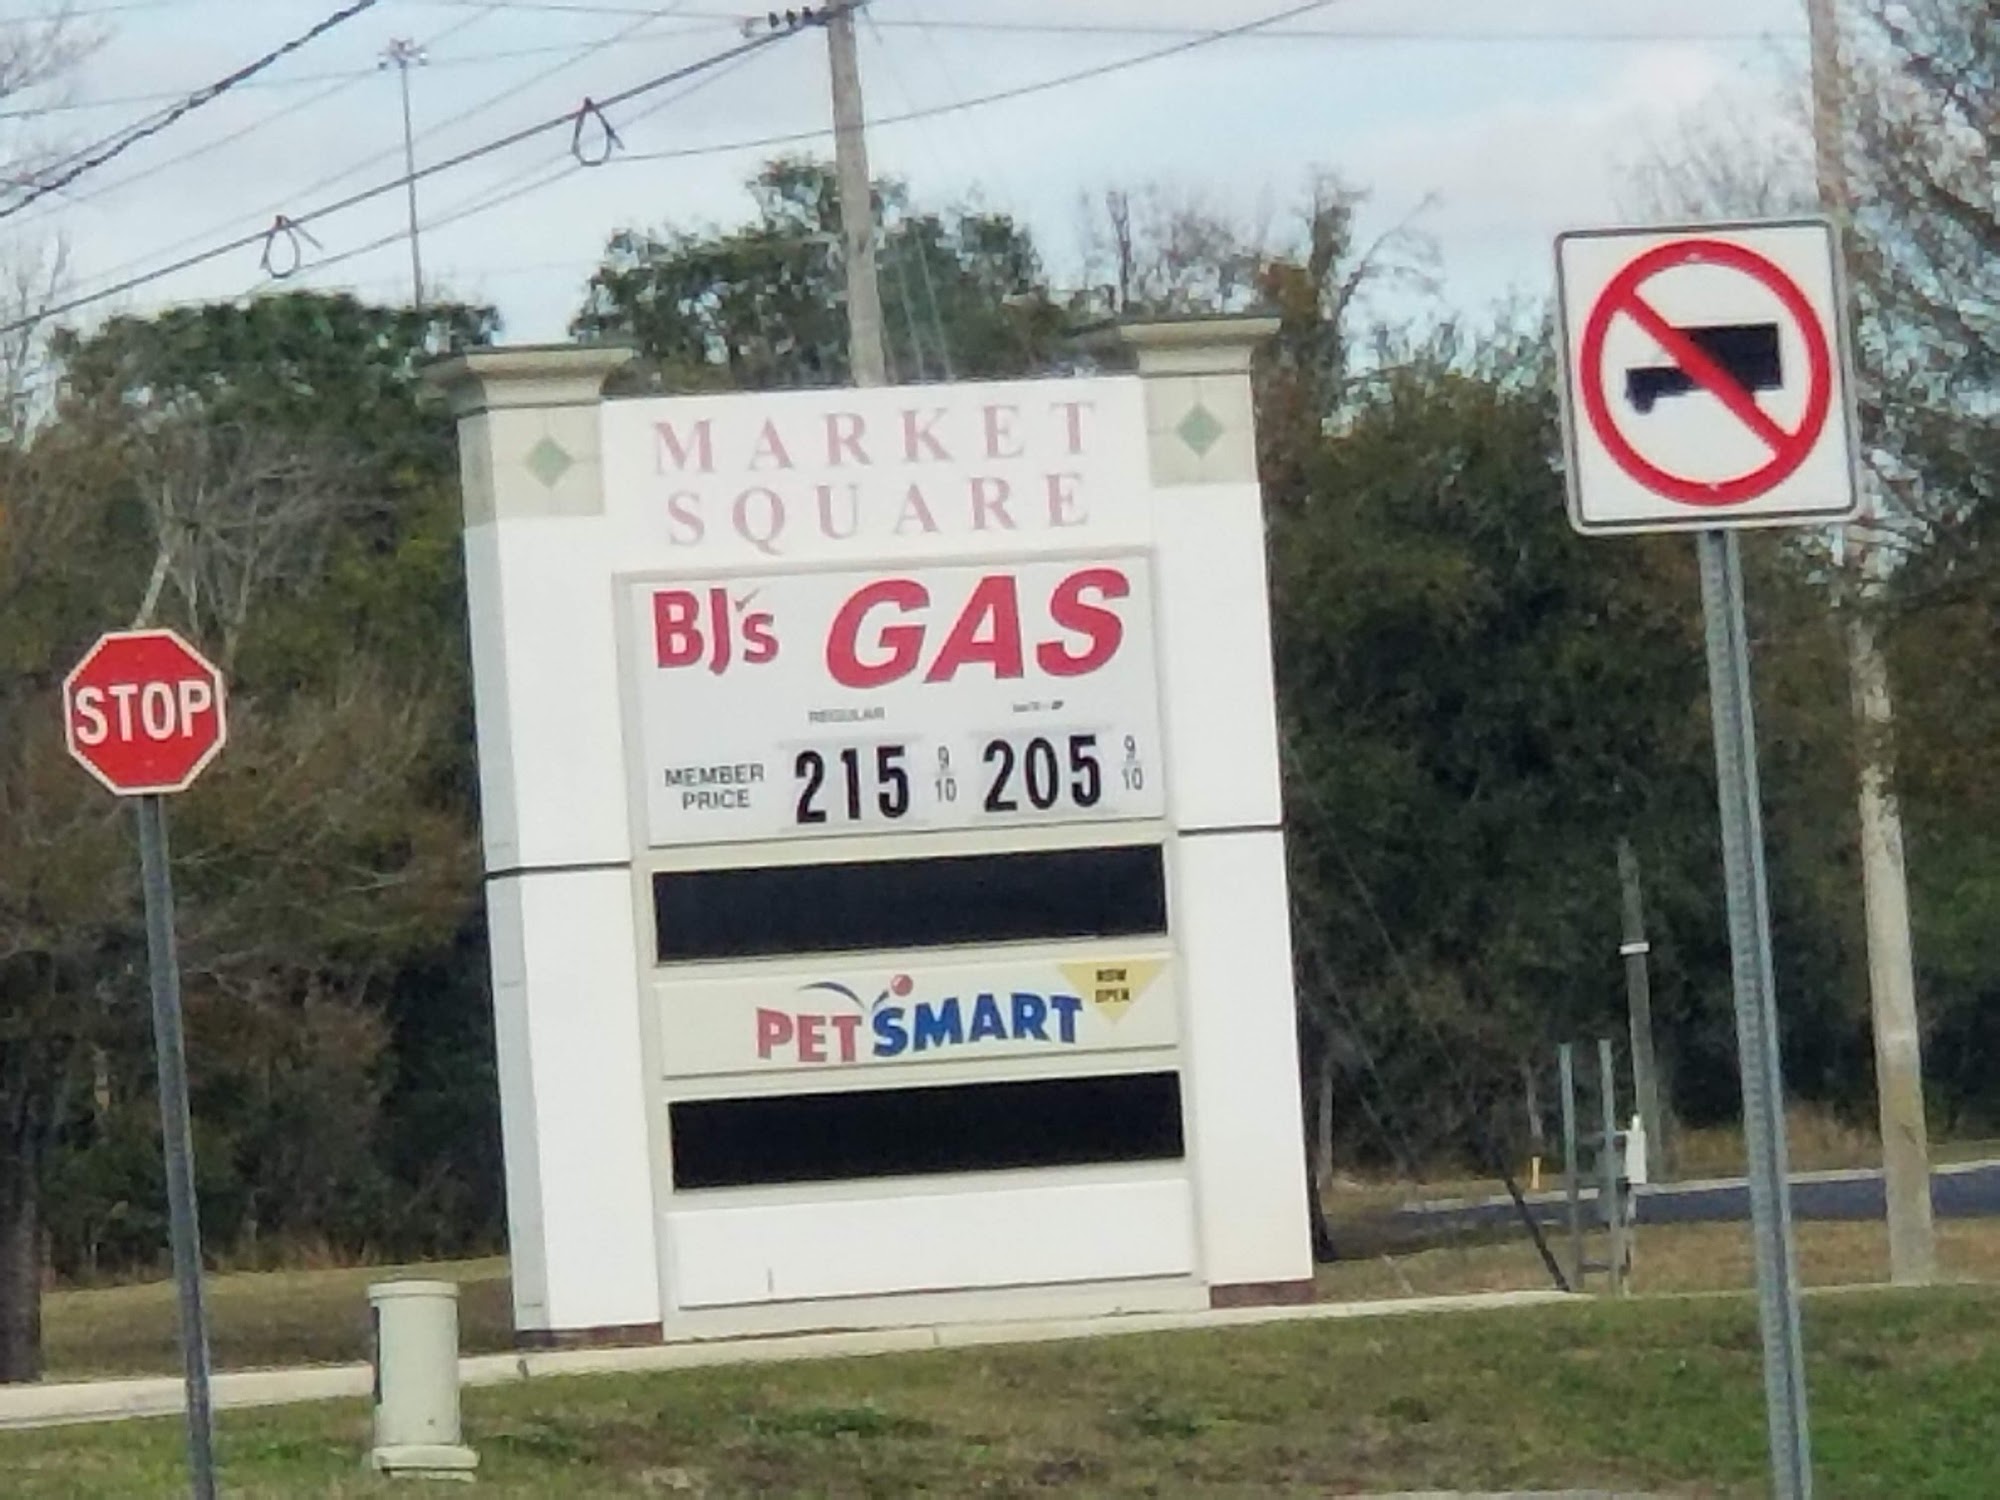 MARKET
SQUARE
BJ's GAS
REGULAR
MEMBER
PRICE
215 9/10 205 9/10
STOP
PETSMART
NOW
OPEN